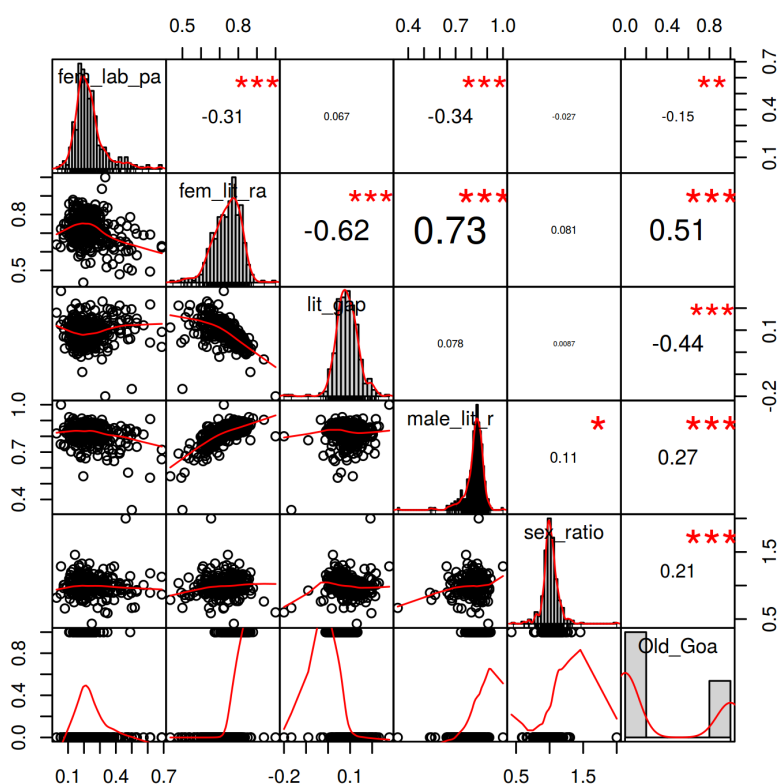 0.5 0.8 0.4 0.7 1.0 0.0 0.4 0.8
fem_lab_pa *** -0.31 0.067 *** -0.34 -0.027 ** -0.15 0.1 0.4 0.7
0.5 0.8 fem_lit_ra *** -0.62 *** 0.73 0.081 *** 0.51
lit_gap 0.078 0.0087 *** -0.44 -0.2 0.1
0.4 0.7 1.0 male_lit_r * 0.11 *** 0.27
sex_ratio *** 0.21 0.5 1.5
0.0 0.4 0.8 Old_Goa
0.1 0.4 0.7 -0.2 0.1 0.5 1.5